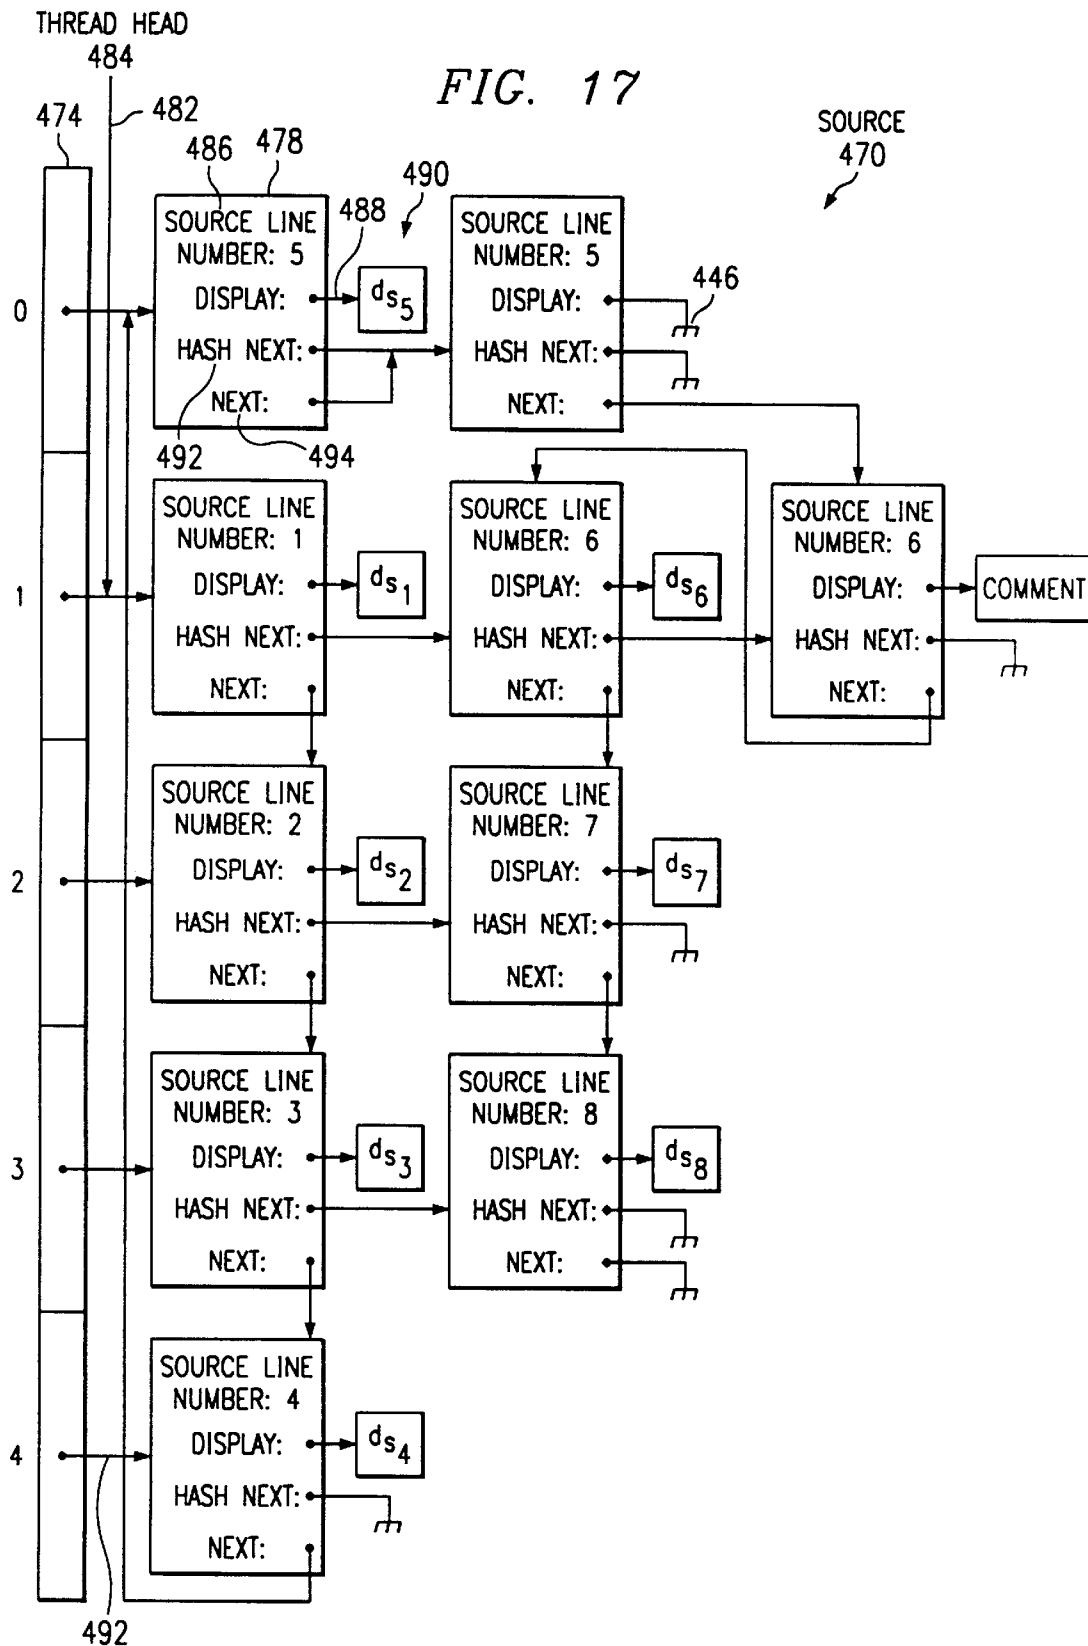 THREAD HEAD
484
FIG. 17
474
482
486
478
490
488
SOURCE
470
0
SOURCE LINE
NUMBER: 5
DISPLAY:
HASH NEXT:
NEXT:
ds5
492
494
SOURCE LINE
NUMBER: 5
DISPLAY:
HASH NEXT:
NEXT:
446
1
SOURCE LINE
NUMBER: 1
DISPLAY:
HASH NEXT:
NEXT:
ds1
SOURCE LINE
NUMBER: 6
DISPLAY:
HASH NEXT:
NEXT:
ds6
SOURCE LINE
NUMBER: 6
DISPLAY:
HASH NEXT:
NEXT:
COMMENT
2
SOURCE LINE
NUMBER: 2
DISPLAY:
HASH NEXT:
NEXT:
ds2
SOURCE LINE
NUMBER: 7
DISPLAY:
HASH NEXT:
NEXT:
ds7
3
SOURCE LINE
NUMBER: 3
DISPLAY:
HASH NEXT:
NEXT:
ds3
SOURCE LINE
NUMBER: 8
DISPLAY:
HASH NEXT:
NEXT:
ds8
4
SOURCE LINE
NUMBER: 4
DISPLAY:
HASH NEXT:
NEXT:
ds4
492